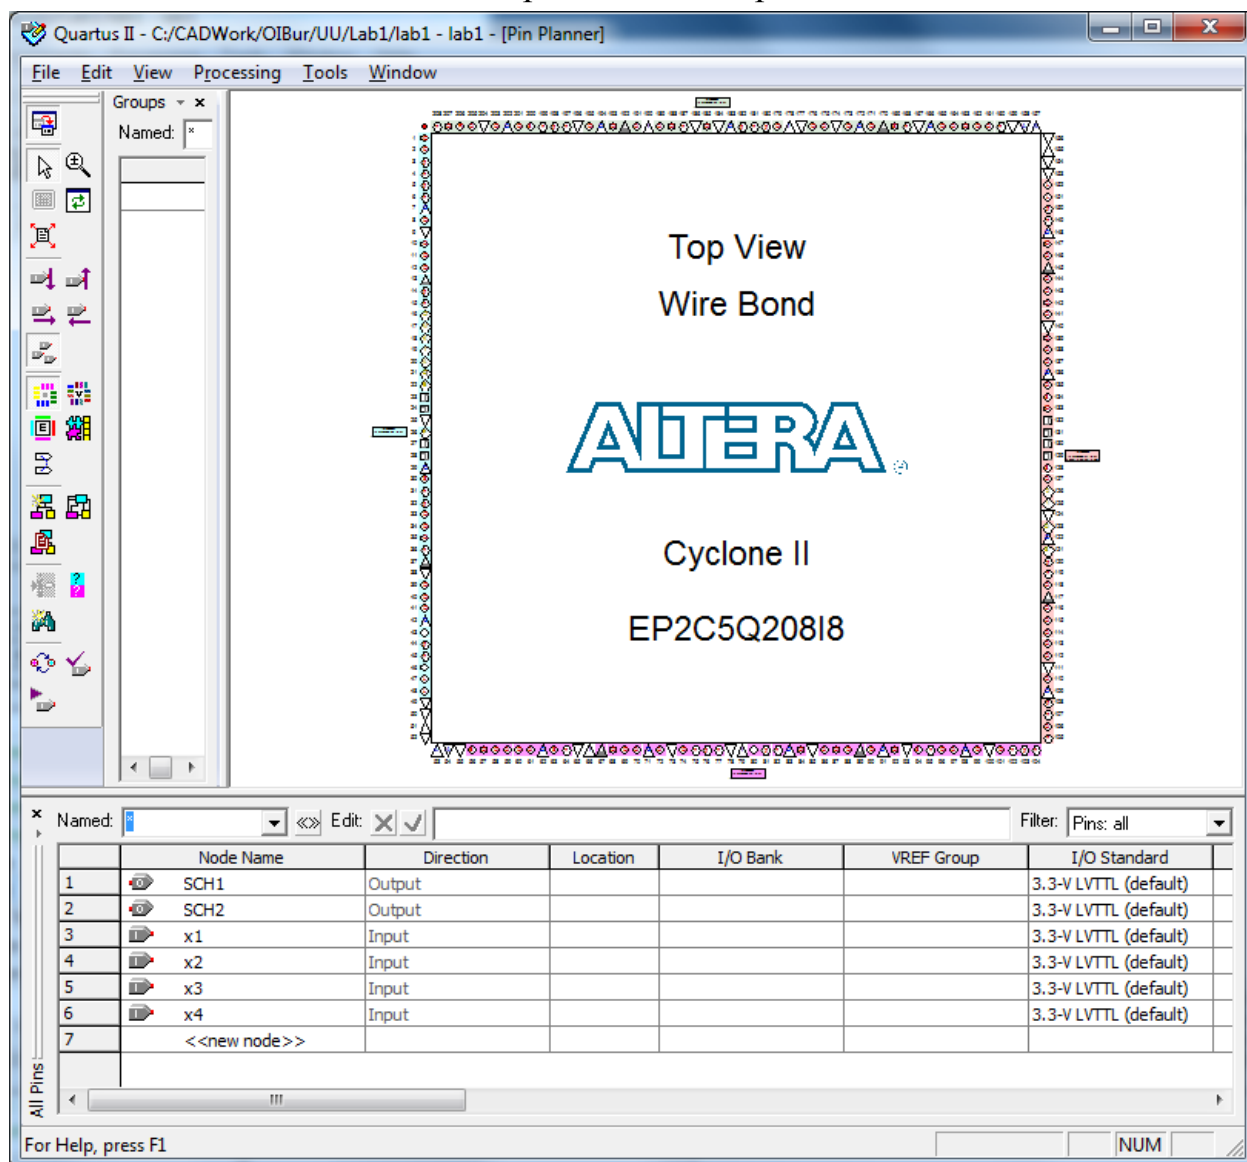 Quartus II - C:/CADWork/OIBur/UU/Lab1/lab1 - lab1 - [Pin Planner]
File Edit View Processing Tools Window
Groups
Named: *
Top View
Wire Bond
ALTERA
Cyclone II
EP2C5Q208I8
Named: * Edit: Filter: Pins: all
Node Name Direction Location I/O Bank VREF Group I/O Standard
1 SCH1 Output 3.3-V LVTTL (default)
2 SCH2 Output 3.3-V LVTTL (default)
3 x1 Input 3.3-V LVTTL (default)
4 x2 Input 3.3-V LVTTL (default)
5 x3 Input 3.3-V LVTTL (default)
6 x4 Input 3.3-V LVTTL (default)
7 <<new node>>
All Pins
For Help, press F1 NUM